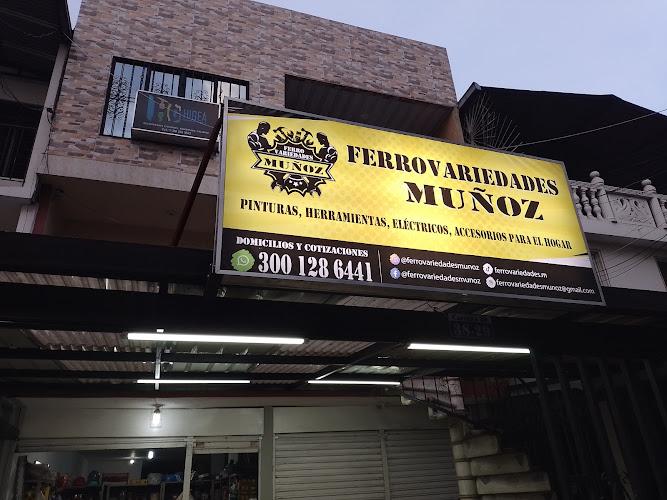 HIGEA
FERRO
VARIEDADES
MUÑOZ
FERROVARIEDADES
MUÑOZ
PINTURAS, HERRAMIENTAS, ELÉCTRICOS, ACCESORIOS PARA EL HOGAR
DOMICILIOS Y COTIZACIONES
300 128 6441
@ferrovariedadesmunoz
ferrovariedades.m
@ferrovariedadesmunoz
ferrovariedadesmunoz@gmail.com